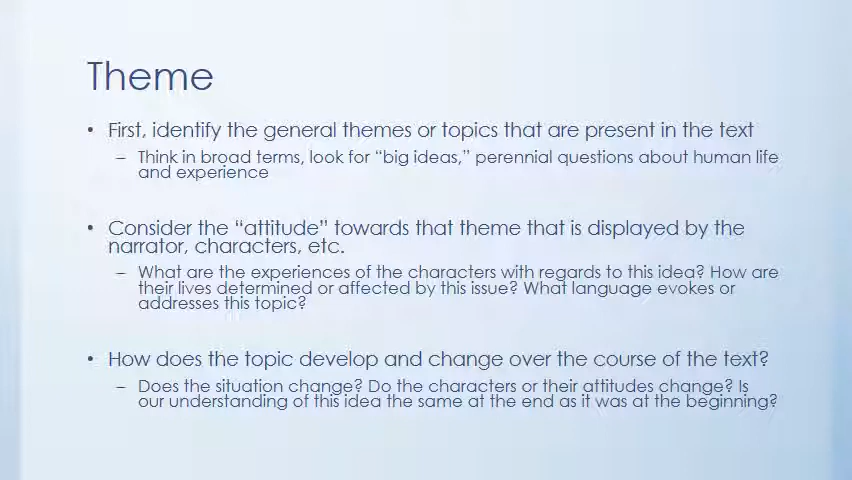 Theme
• First, identify the general themes or topics that are present in the text
– Think in broad terms, look for “big ideas,” perennial questions about human life
and experience
• Consider the “attitude” towards that theme that is displayed by the
narrator, characters, etc.
– What are the experiences of the characters with regards to this idea? How are
their lives determined or affected by this issue? What language evokes or
addresses this topic?
• How does the topic develop and change over the course of the text?
– Does the situation change? Do the characters or their attitudes change? Is
our understanding of this idea the same at the end as it was at the beginning?